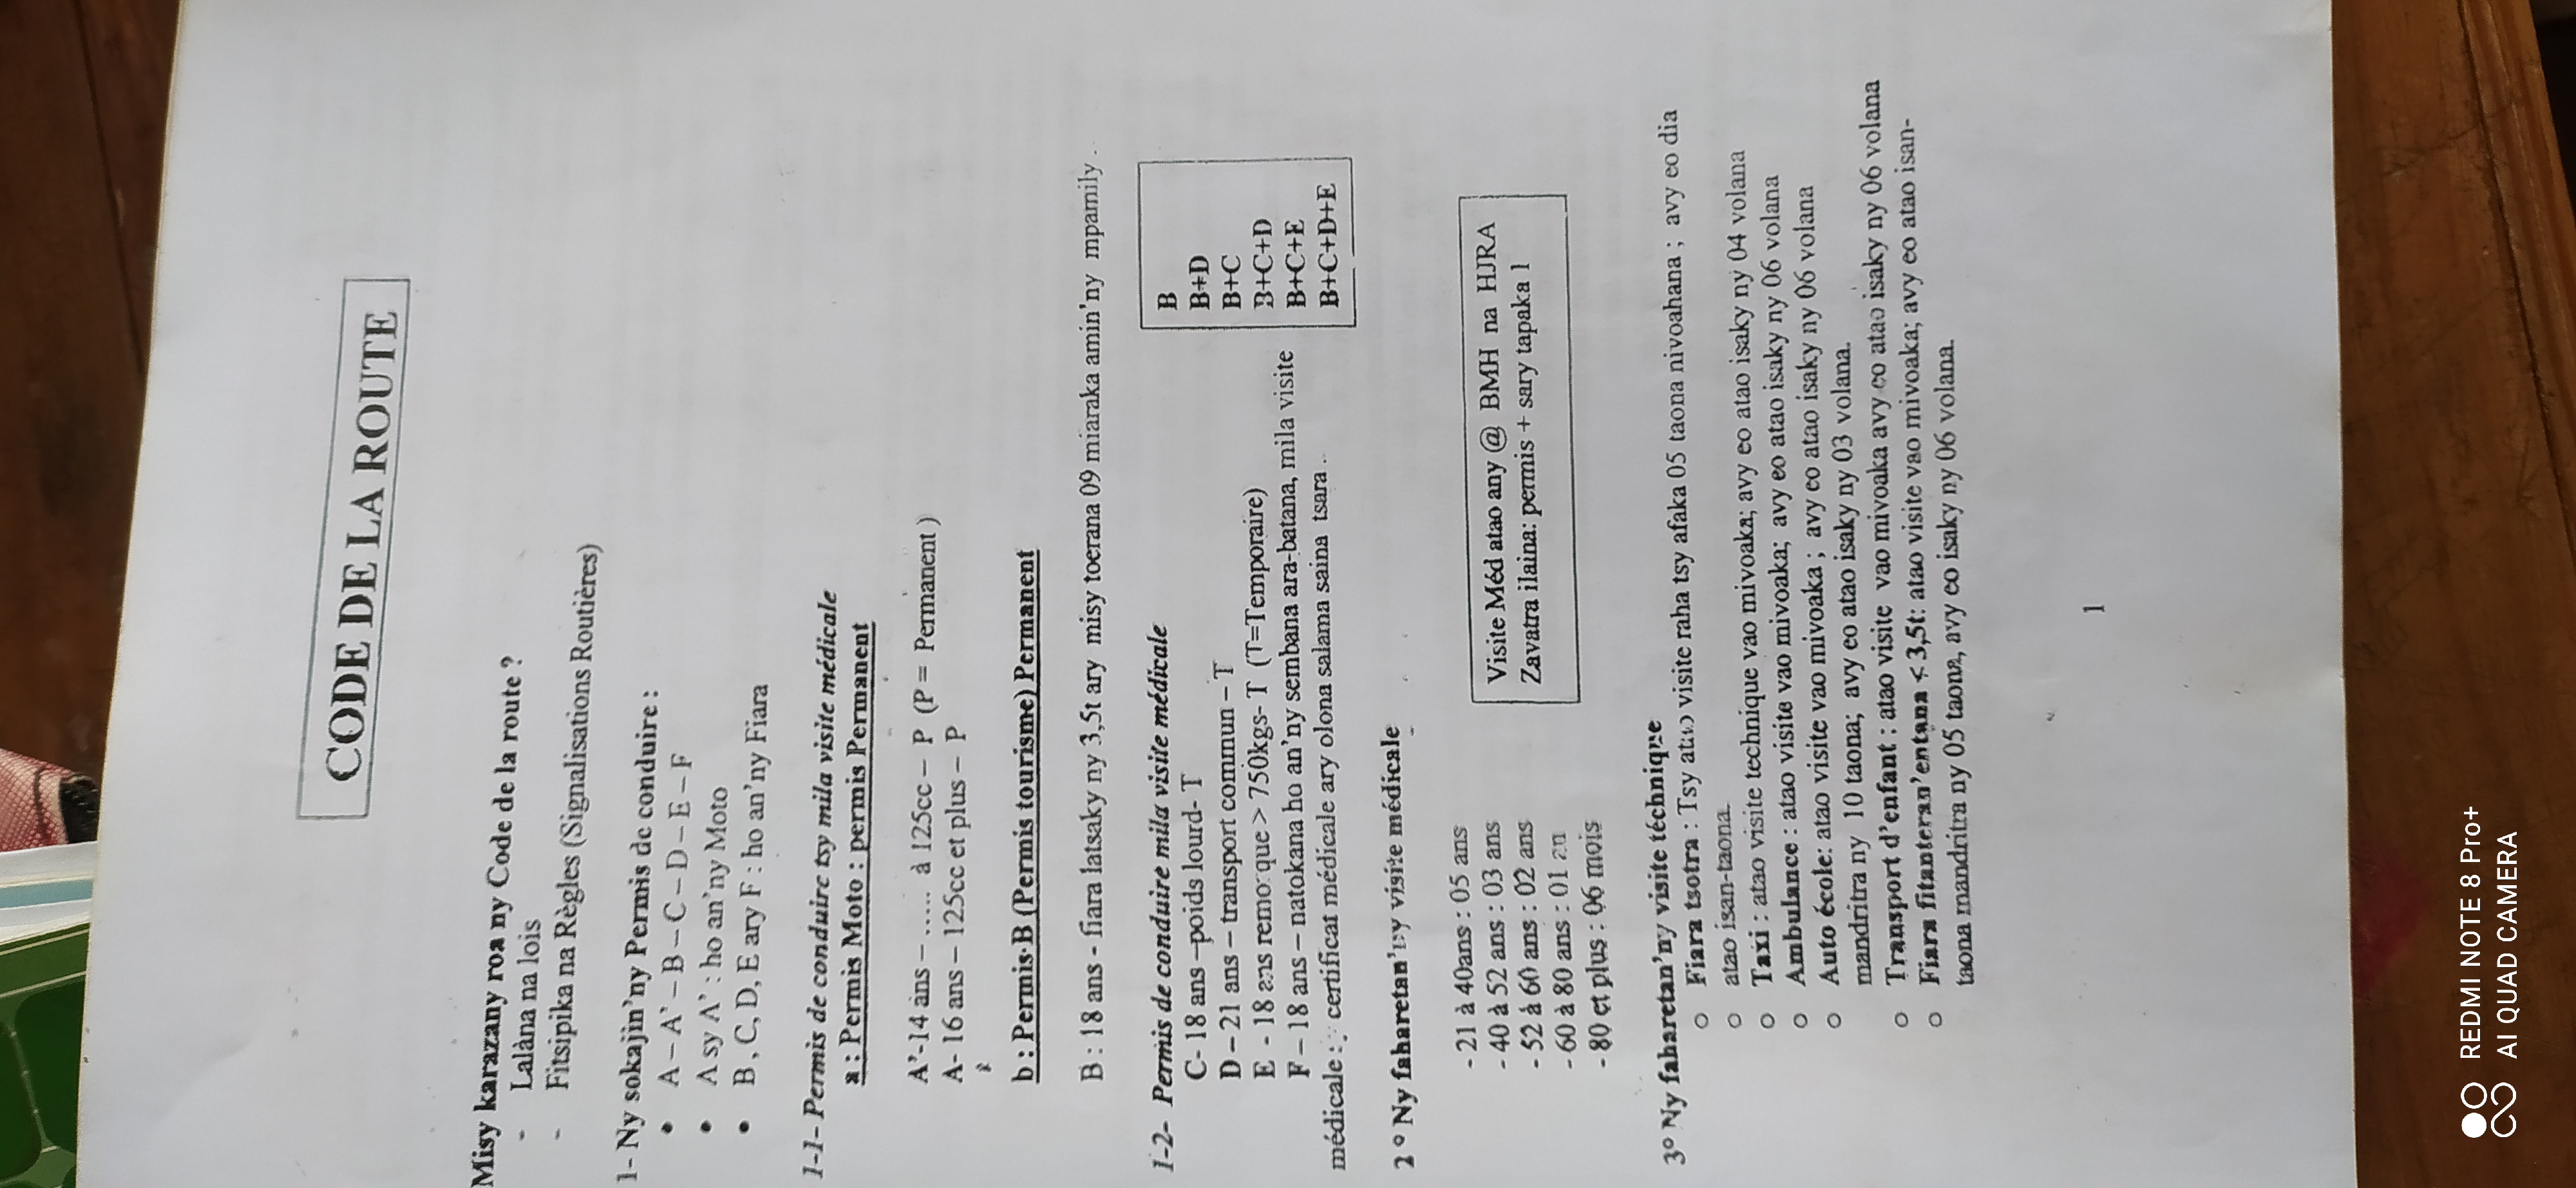 CODE DE LA ROUTE
Misy karazany roa ny Code de la route ?
- Lalàna na lois
- Fitsipika na Règles (Signalisations Routières)
1- Ny sokajin'ny Permis de conduire :
• A – A' – B – C – D – E – F
• A sy A' : ho an'ny Moto
• B , C, D, E ary F : ho an'ny Fiara
1-1- Permis de conduire tsy mila visite médicale
a : Permis Moto : permis Permanent
A'-14 ans – ..... à 125cc – P (P = Permanent )
A- 16 ans – 125cc et plus – P
b : Permis B (Permis tourisme) Permanent
B : 18 ans - fiara latsaky ny 3,5t ary misy toerana 09 miaraka amin'ny mpamily .
1-2- Permis de conduire mila visite médicale
C- 18 ans –poids lourd- T
D – 21 ans – transport commun – T
E - 18 ans remorque > 750kgs- T (T=Temporaire)
F – 18 ans – natokana ho an'ny sembana ara-batana, mila visite
médicale : certificat médicale ary olona salama saina tsara .
B
B+D
B+C
B+C+D
B+C+E
B+C+D+E
2 ° Ny faharetan'ny visite médicale
- 21 à 40ans : 05 ans
- 40 à 52 ans : 03 ans
- 52 à 60 ans : 02 ans
- 60 à 80 ans : 01 an
- 80 et plus : 06 mois
Visite Méd atao any @ BMH na HJRA
Zavatra ilaina: permis + sary tapaka 1
3° Ny faharetan'ny visite téchnique
o Fiara tsotra : Tsy atao visite raha tsy afaka 05 taona nivoahana ; avy eo dia
o atao isan-taona.
o Taxi : atao visite technique vao mivoaka; avy eo atao isaky ny 04 volana
o Ambulance : atao visite vao mivoaka; avy eo atao isaky ny 06 volana
o Auto école: atao visite vao mivoaka ; avy eo atao isaky ny 06 volana
mandritra ny 10 taona; avy eo atao isaky ny 03 volana.
o Transport d'enfant : atao visite vao mivoaka avy eo atao isaky ny 06 volana
o Fiara fitanteran'entana < 3,5t: atao visite vao mivoaka; avy eo atao isan-
taona mandritra ny 05 taona, avy eo isaky ny 06 volana.
1
REDMI NOTE 8 Pro+
AI QUAD CAMERA